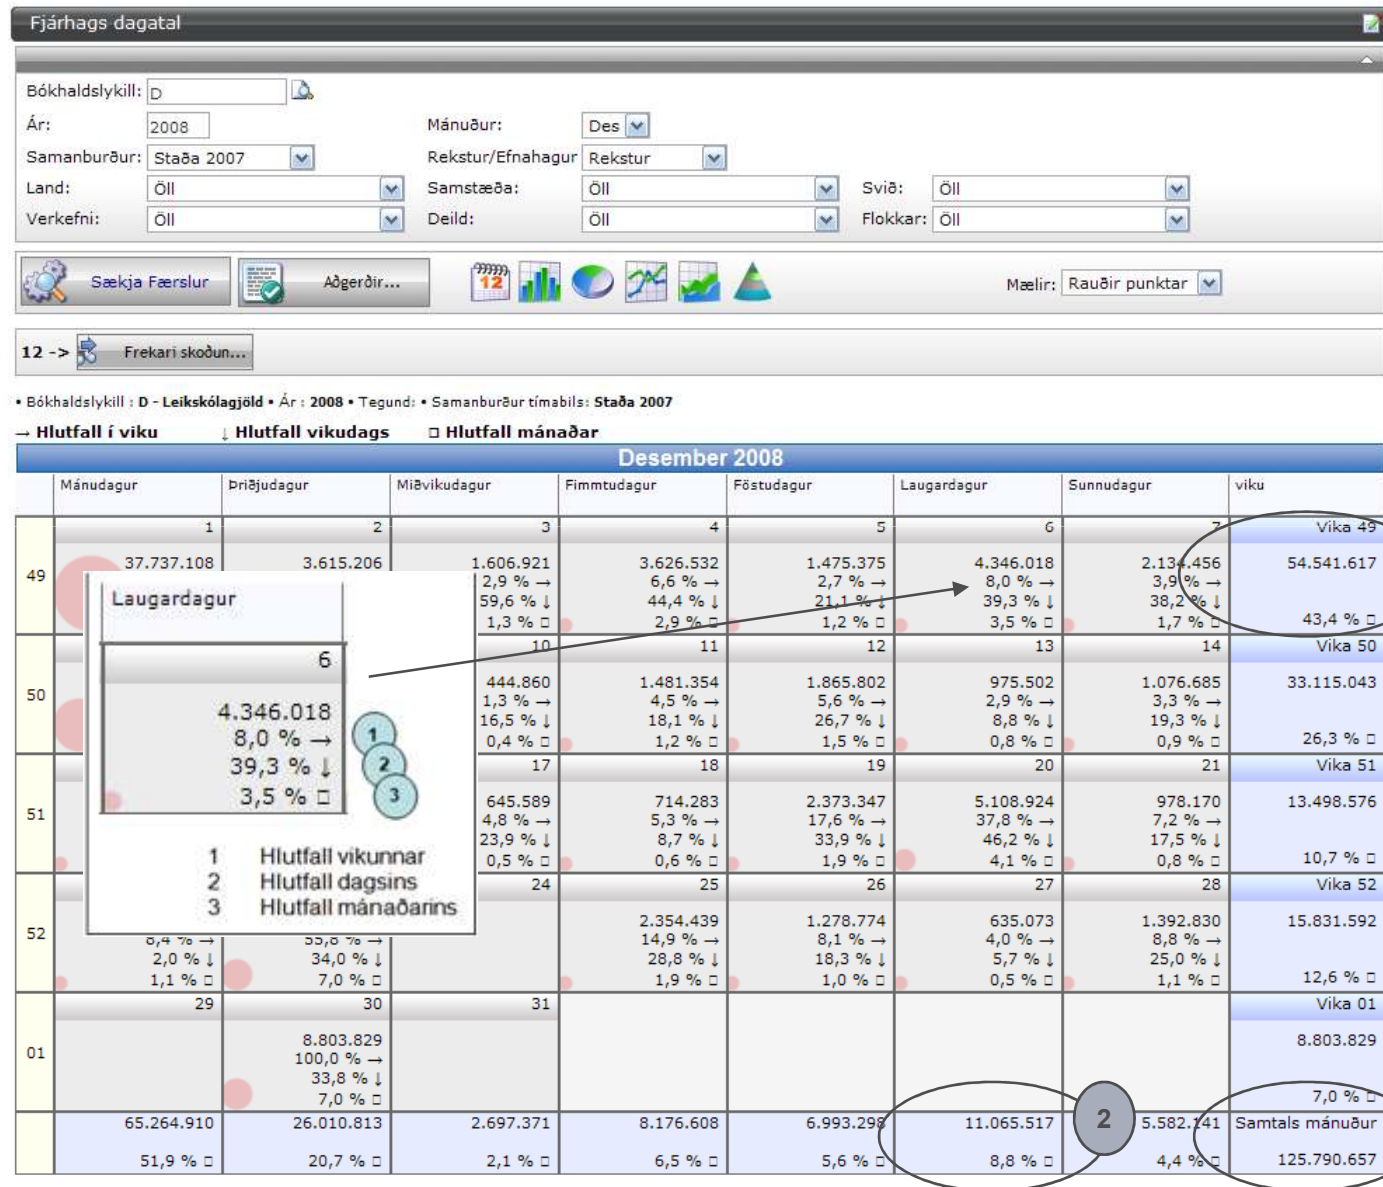 Fjárhags dagatal
Bókhaldslykill: D
Ár: 2008 Mánuður: Des
Samanburður: Staða 2007 Rekstur/Efnahagur Rekstur
Land: Öll Samstæða: Öll Svið: Öll
Verkefni: Öll Deild: Öll Flokkar: Öll
Sækja Færslur Aðgerðir... 12 Mælir: Rauðir punktar
12 -> Frekari skoðun...
• Bókhaldslykill : D - Leikskólagjöld • Ár : 2008 • Tegund: • Samanburður tímabils: Staða 2007
→ Hlutfall í viku ↓ Hlutfall vikudags □ Hlutfall mánaðar
Desember 2008
Mánudagur Þriðjudagur Miðvikudagur Fimmtudagur Föstudagur Laugardagur Sunnudagur viku
1 2 3 4 5 6 7 Vika 49
49 37.737.108 3.615.206 1.606.921 3.626.532 1.475.375 4.346.018 2.134.456 54.541.617
2,9 % → 6,6 % → 2,7 % → 8,0 % → 3,9 % →
59,6 % ↓ 44,4 % ↓ 21,1 % ↓ 39,3 % ↓ 38,2 % ↓
1,3 % □ 2,9 % □ 1,2 % □ 3,5 % □ 1,7 % □ 43,4 % □
10 11 12 13 14 Vika 50
50 444.860 1.481.354 1.865.802 975.502 1.076.685 33.115.043
1,3 % → 4,5 % → 5,6 % → 2,9 % → 3,3 % →
16,5 % ↓ 18,1 % ↓ 26,7 % ↓ 8,8 % ↓ 19,3 % ↓
0,4 % □ 1,2 % □ 1,5 % □ 0,8 % □ 0,9 % □ 26,3 % □
17 18 19 20 21 Vika 51
51 645.589 714.283 2.373.347 5.108.924 978.170 13.498.576
4,8 % → 5,3 % → 17,6 % → 37,8 % → 7,2 % →
23,9 % ↓ 8,7 % ↓ 33,9 % ↓ 46,2 % ↓ 17,5 % ↓
0,5 % □ 0,6 % □ 1,9 % □ 4,1 % □ 0,8 % □ 10,7 % □
24 25 26 27 28 Vika 52
52 2.354.439 1.278.774 635.073 1.392.830 15.831.592
8,4 % → 55,8 % → 14,9 % → 8,1 % → 4,0 % → 8,8 % →
2,0 % ↓ 34,0 % ↓ 28,8 % ↓ 18,3 % ↓ 5,7 % ↓ 25,0 % ↓
1,1 % □ 7,0 % □ 1,9 % □ 1,0 % □ 0,5 % □ 1,1 % □ 12,6 % □
29 30 31 Vika 01
01 8.803.829 8.803.829
100,0 % →
33,8 % ↓
7,0 % □ 7,0 % □
65.264.910 26.010.813 2.697.371 8.176.608 6.993.298 11.065.517 5.582.141 Samtals mánuður
51,9 % □ 20,7 % □ 2,1 % □ 6,5 % □ 5,6 % □ 8,8 % □ 4,4 % □ 125.790.657
2
Laugardagur
6
4.346.018
8,0 % → 1
39,3 % ↓ 2
3,5 % □ 3
1 Hlutfall vikunnar
2 Hlutfall dagsins
3 Hlutfall mánaðarins